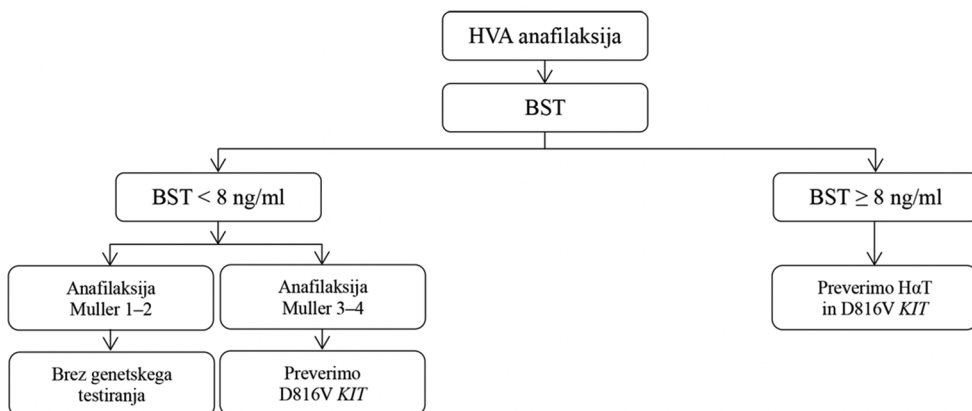 HVA anafilaksija
BST
BST < 8 ng/ml
BST ≥ 8 ng/ml
Anafilaksija
Muller 1–2
Anafilaksija
Muller 3–4
Preverimo HαT
in D816V KIT
Brez genetskega
testiranja
Preverimo
D816V KIT